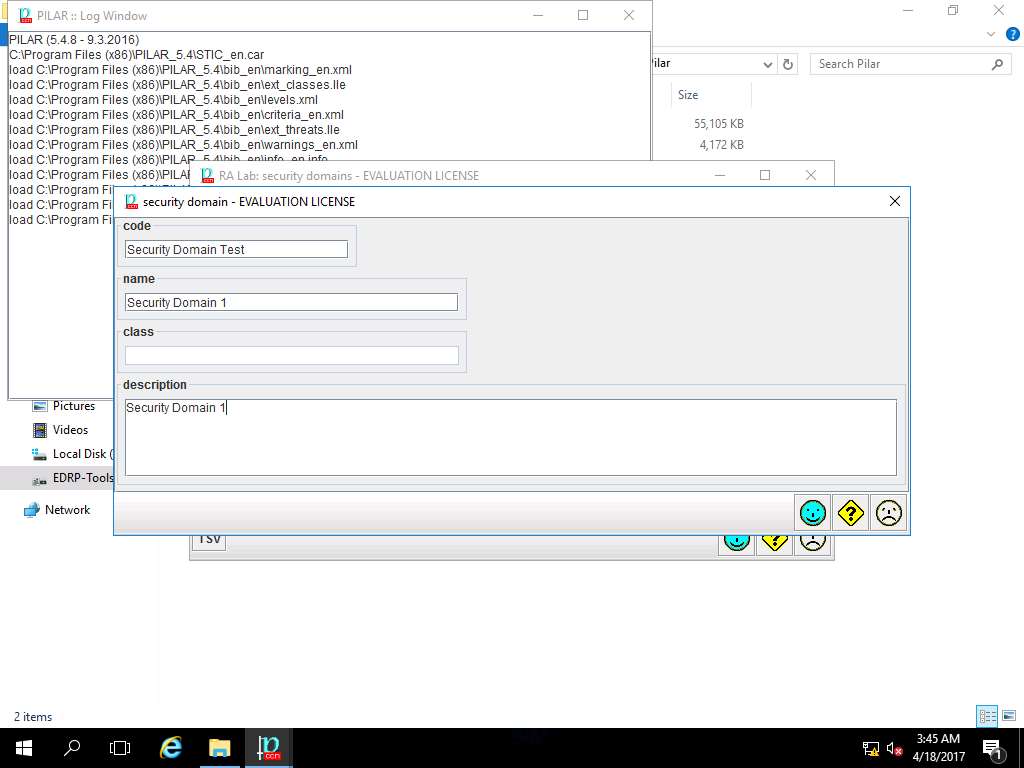 PILAR :: Log Window
PILAR (5.4.8 - 9.3.2016)
C:\Program Files (x86)\PILAR_5.4\STIC_en.car
load C:\Program Files (x86)\PILAR_5.4\bib_en\marking_en.xml
load C:\Program Files (x86)\PILAR_5.4\bib_en\ext_classes.lle
load C:\Program Files (x86)\PILAR_5.4\bib_en\levels.xml
load C:\Program Files (x86)\PILAR_5.4\bib_en\criteria_en.xml
load C:\Program Files (x86)\PILAR_5.4\bib_en\ext_threats.lle
load C:\Program Files (x86)\PILAR_5.4\bib_en\warnings_en.xml
load C:\Program Files (x86)\PILAR_5.4\bib_en\info_en.info
load C:\Program Files (x86)\PILA
load C:\Program Fi
load C:\Program Fi
load C:\Program Fi
ilar
Search Pilar
Size
55,105 KB
4,172 KB
RA Lab: security domains - EVALUATION LICENSE
security domain - EVALUATION LICENSE
code
Security Domain Test
name
Security Domain 1
class
description
Security Domain 1
Pictures
Videos
Local Disk (
EDRP-Tools
Network
TSV
2 items
3:45 AM
4/18/2017
1